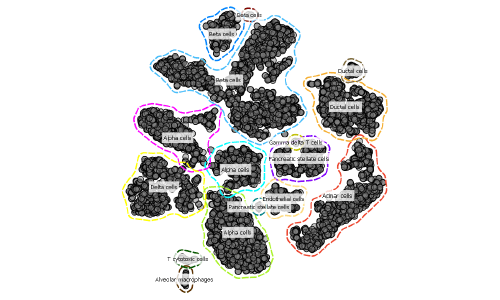 Beta cells
Beta cells
Ductal cells
Beta cells
Ductal cells
Alpha cells
Gamma delta T cells
Pancreatic stellate cells
Alpha cells
Delta cells
Acinar cells
Endothelial cells
Pancreatic stellate cells
Alpha cells
T cytotoxic cells
Alveolar macrophages